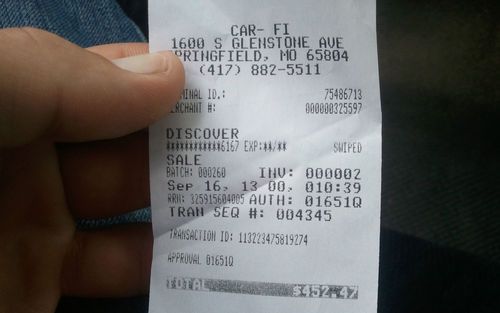 CAR- FI
1600 S GLENSTONE AVE
SPRINGFIELD, MO 65804
(417) 882-5511
MINAL ID.: 75486713
ERCHANT #: 000000325597
DISCOVER
************6167 EXP:**/** SWIPED
SALE
BATCH: 000260 INV: 000002
Sep 16, 13 00, 010:39
RRN: 325915604005 AUTH: 01651Q
TRAN SEQ #: 004345
TRANSACTION ID: 113223475819274
APPROVAL 01651Q
TOTAL $452.47